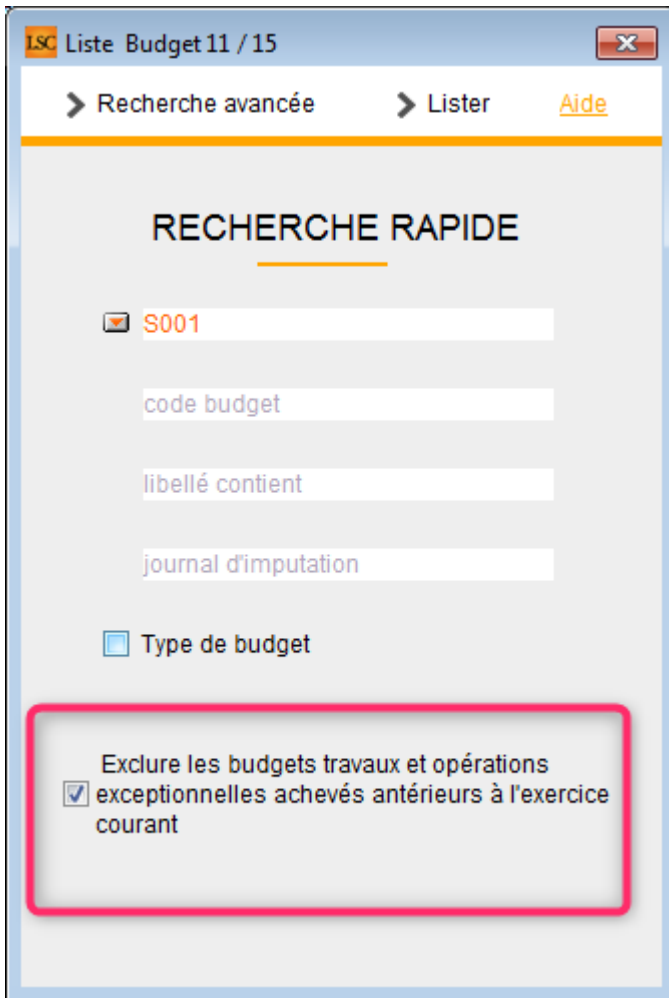 LSC Liste Budget 11 / 15
Recherche avancée Lister Aide
RECHERCHE RAPIDE
S001
code budget
libellé contient
journal d'imputation
Type de budget
Exclure les budgets travaux et opérations
exceptionnelles achevés antérieurs à l'exercice
courant